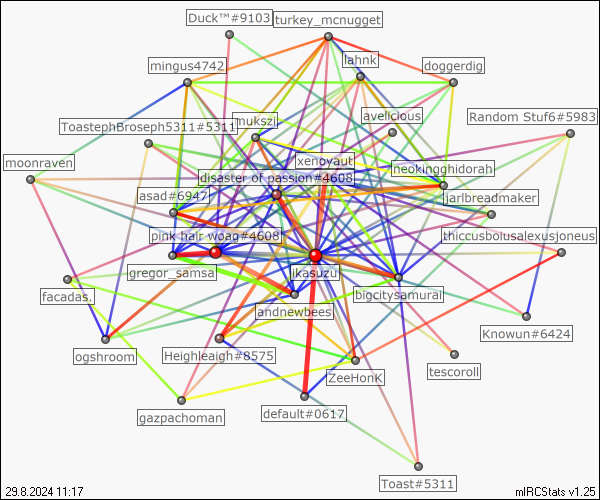 Duck™#9103
turkey_mcnugget
lahnk
mingus4742
doggerdig
mukszi
avelicious
Random Stuf6#5983
ToastephBroseph5311#5311
xenoyaut
moonraven
neokingghidorah
disaster of passion#4608
asad#6947
jarlbreadmaker
pink hair woag#4608
thiccusbolusalexusjoneus
gregor_sansa
ikasuzu
bigcitysamurai
facadas.
andnewbees
Knowun#6424
ogshroom
Heighleaigh#8575
ZeeHonK
tescoroll
gazpachoman
default#0617
Toast#5311
29.8.2024 11:17
mIRCStats v1.25